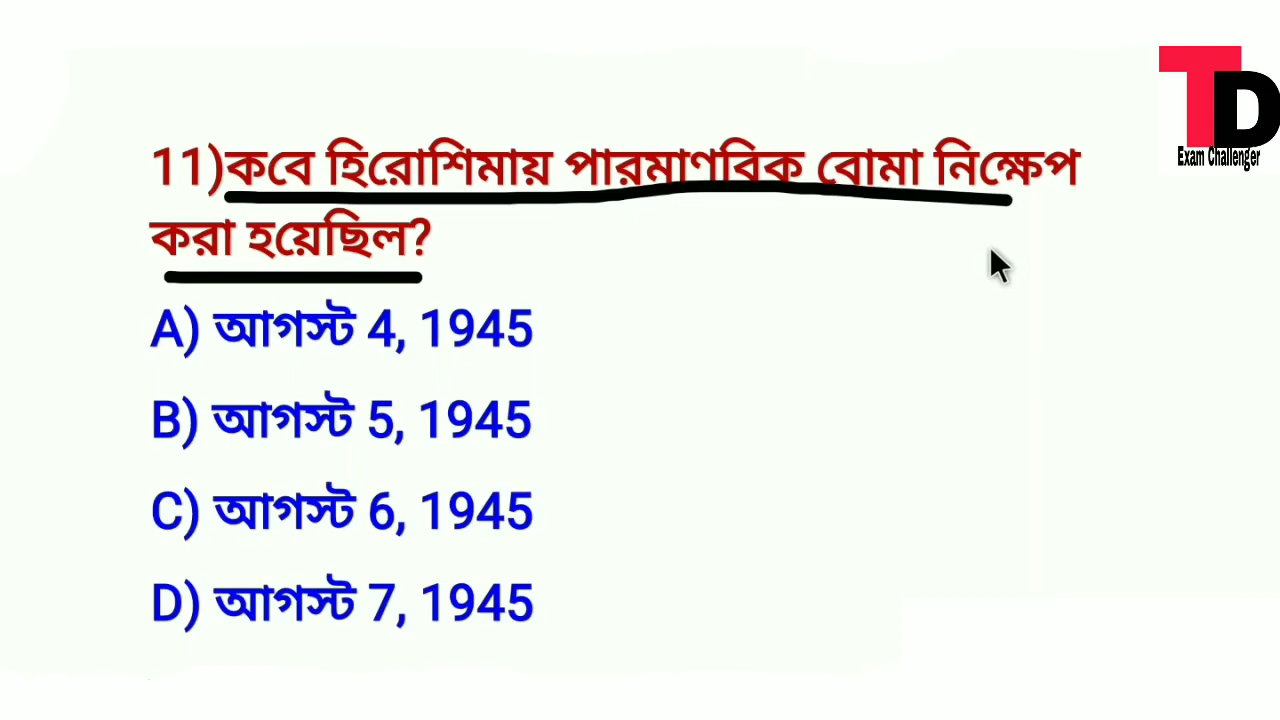 11)কবে হিরোশিমায় পারমাণবিক বোমা নিক্ষেপ
করা হয়েছিল?
A) আগস্ট 4, 1945
B) আগস্ট 5, 1945
C) আগস্ট 6, 1945
D) আগস্ট 7, 1945
TD
Exam Challenger